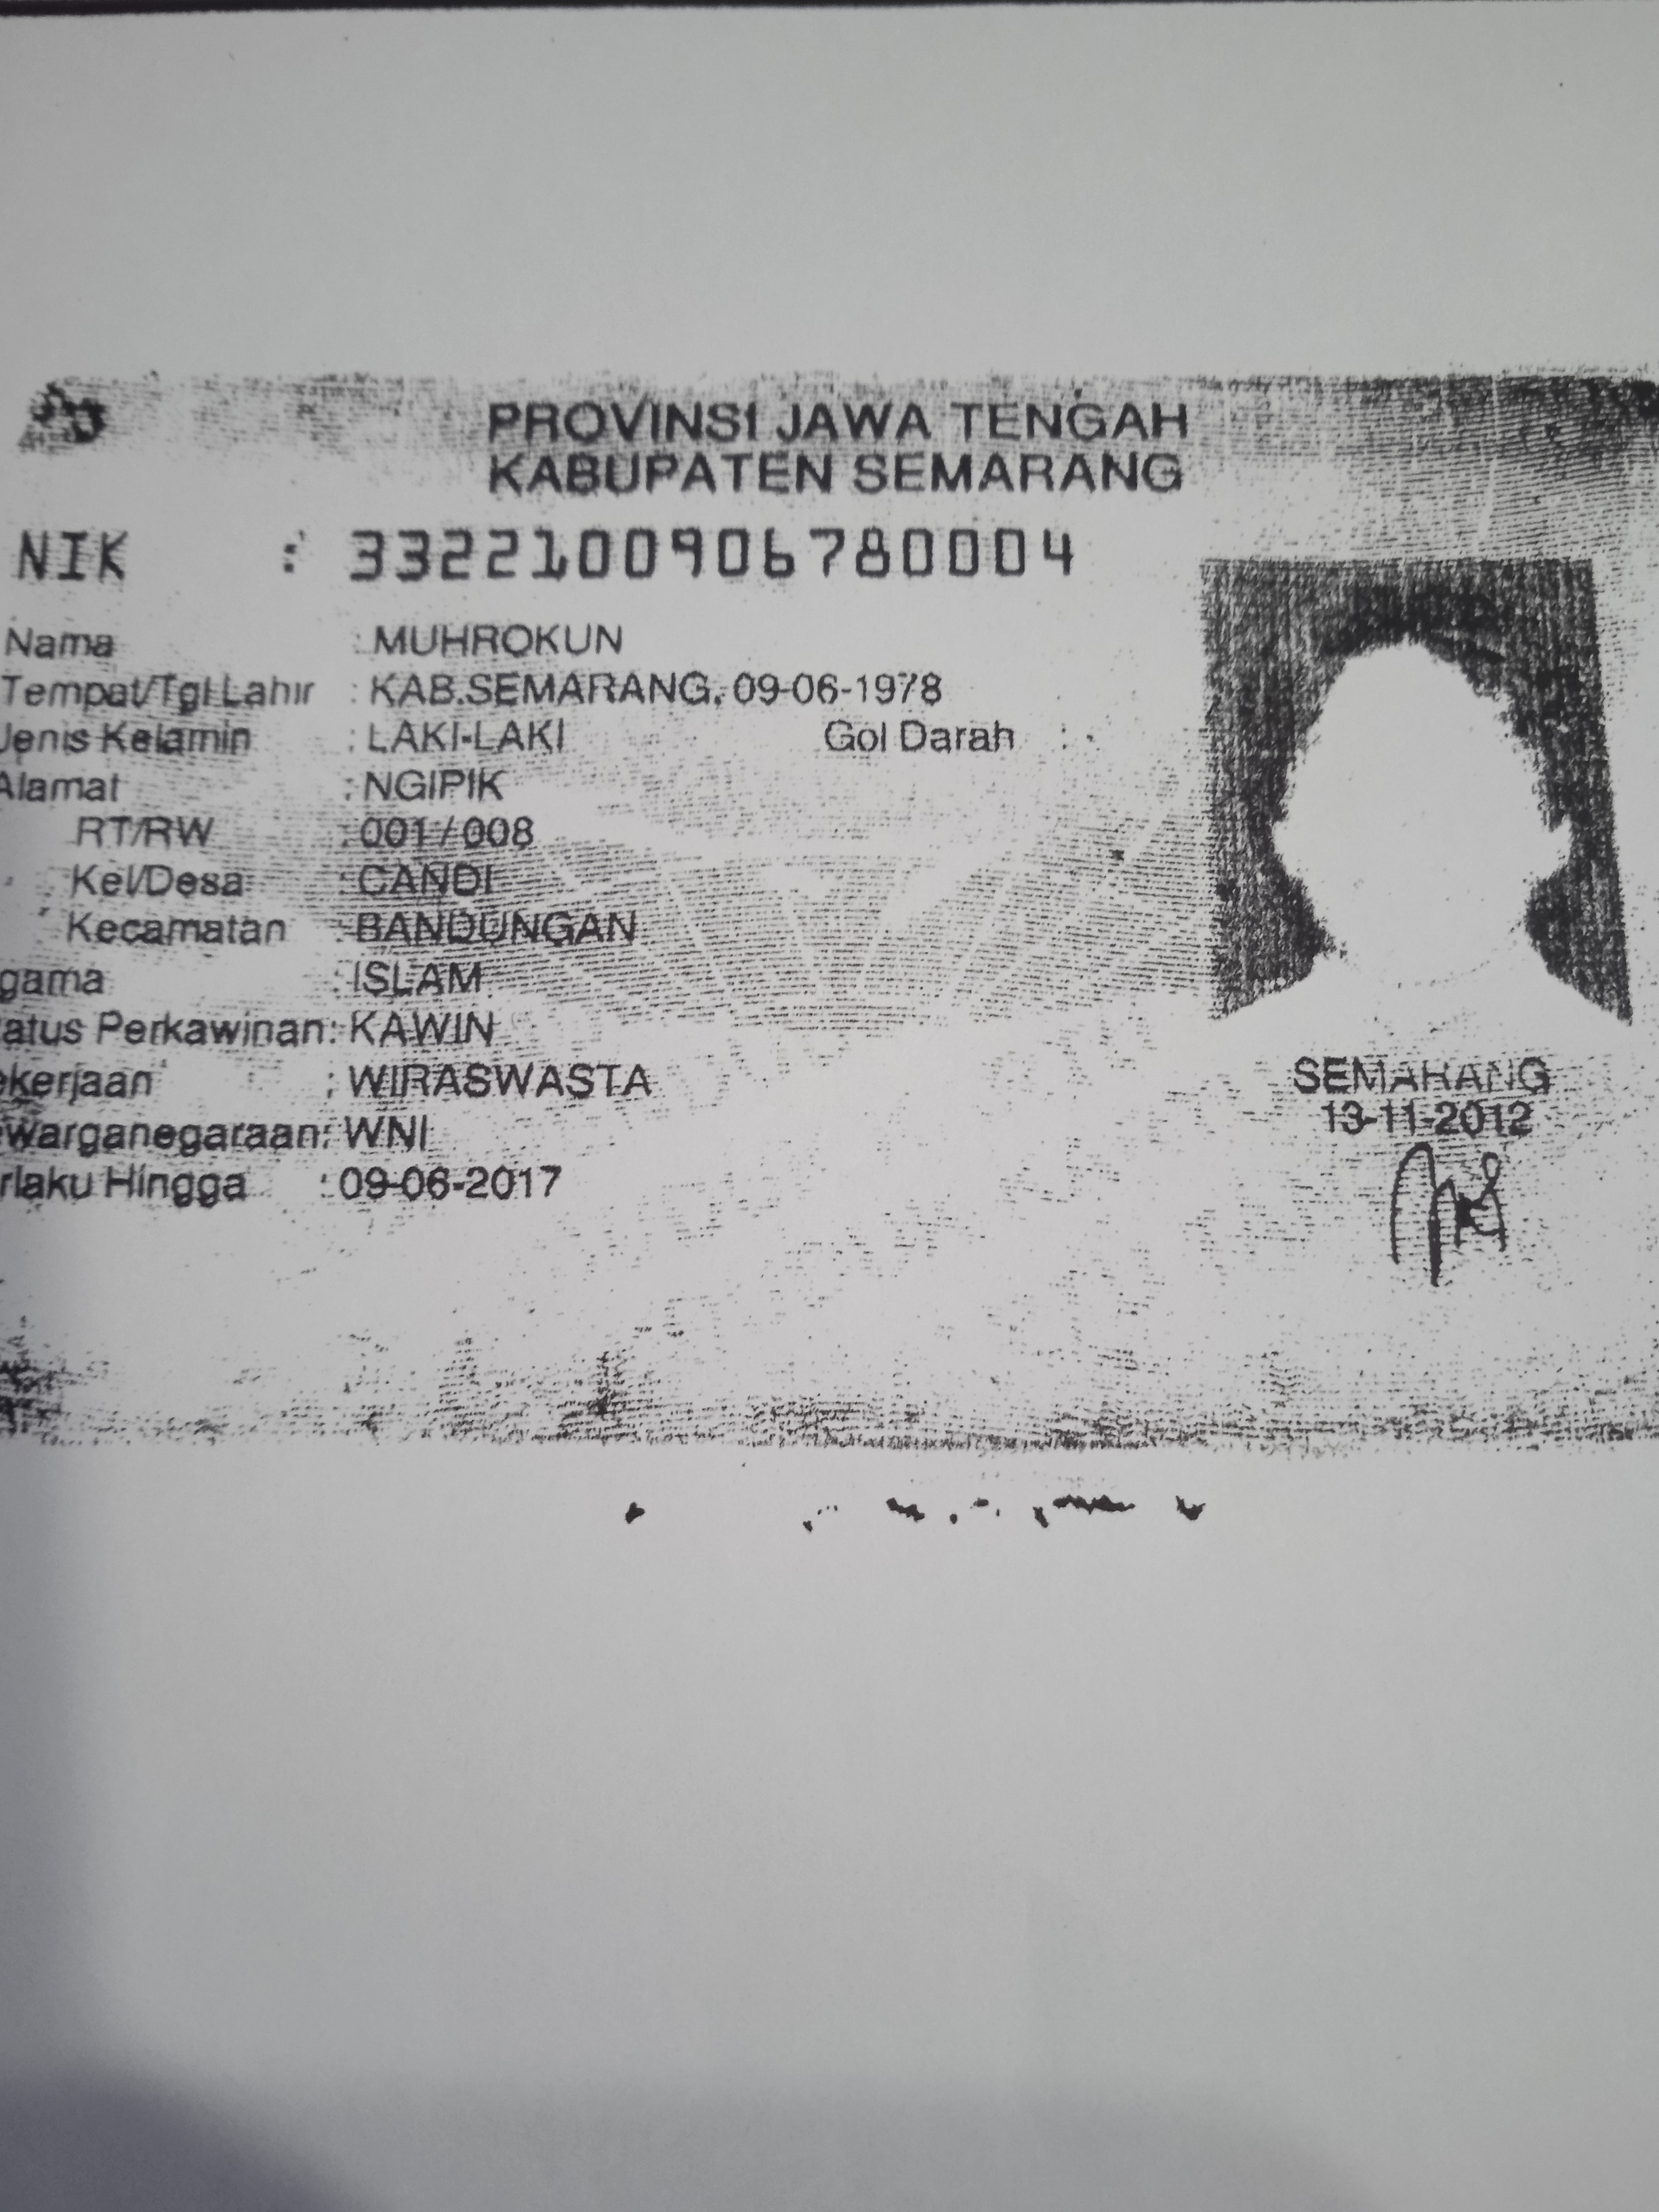 PROVINSI JAWA TENGAH
KABUPATEN SEMARANG
NIK : 3322100906780004
Nama : MUHROKUN
Tempat/Tgl Lahir : KAB.SEMARANG, 09-06-1978
Jenis Kelamin : LAKI-LAKI Gol Darah : -
Alamat : NGIPIK
RT/RW : 001/008
Kel/Desa : CANDI
Kecamatan : BANDUNGAN
gama : ISLAM
atus Perkawinan : KAWIN
ekerjaan : WIRASWASTA
ewarganegaraan : WNI
rlaku Hingga : 09-06-2017
SEMARANG
13-11-2012